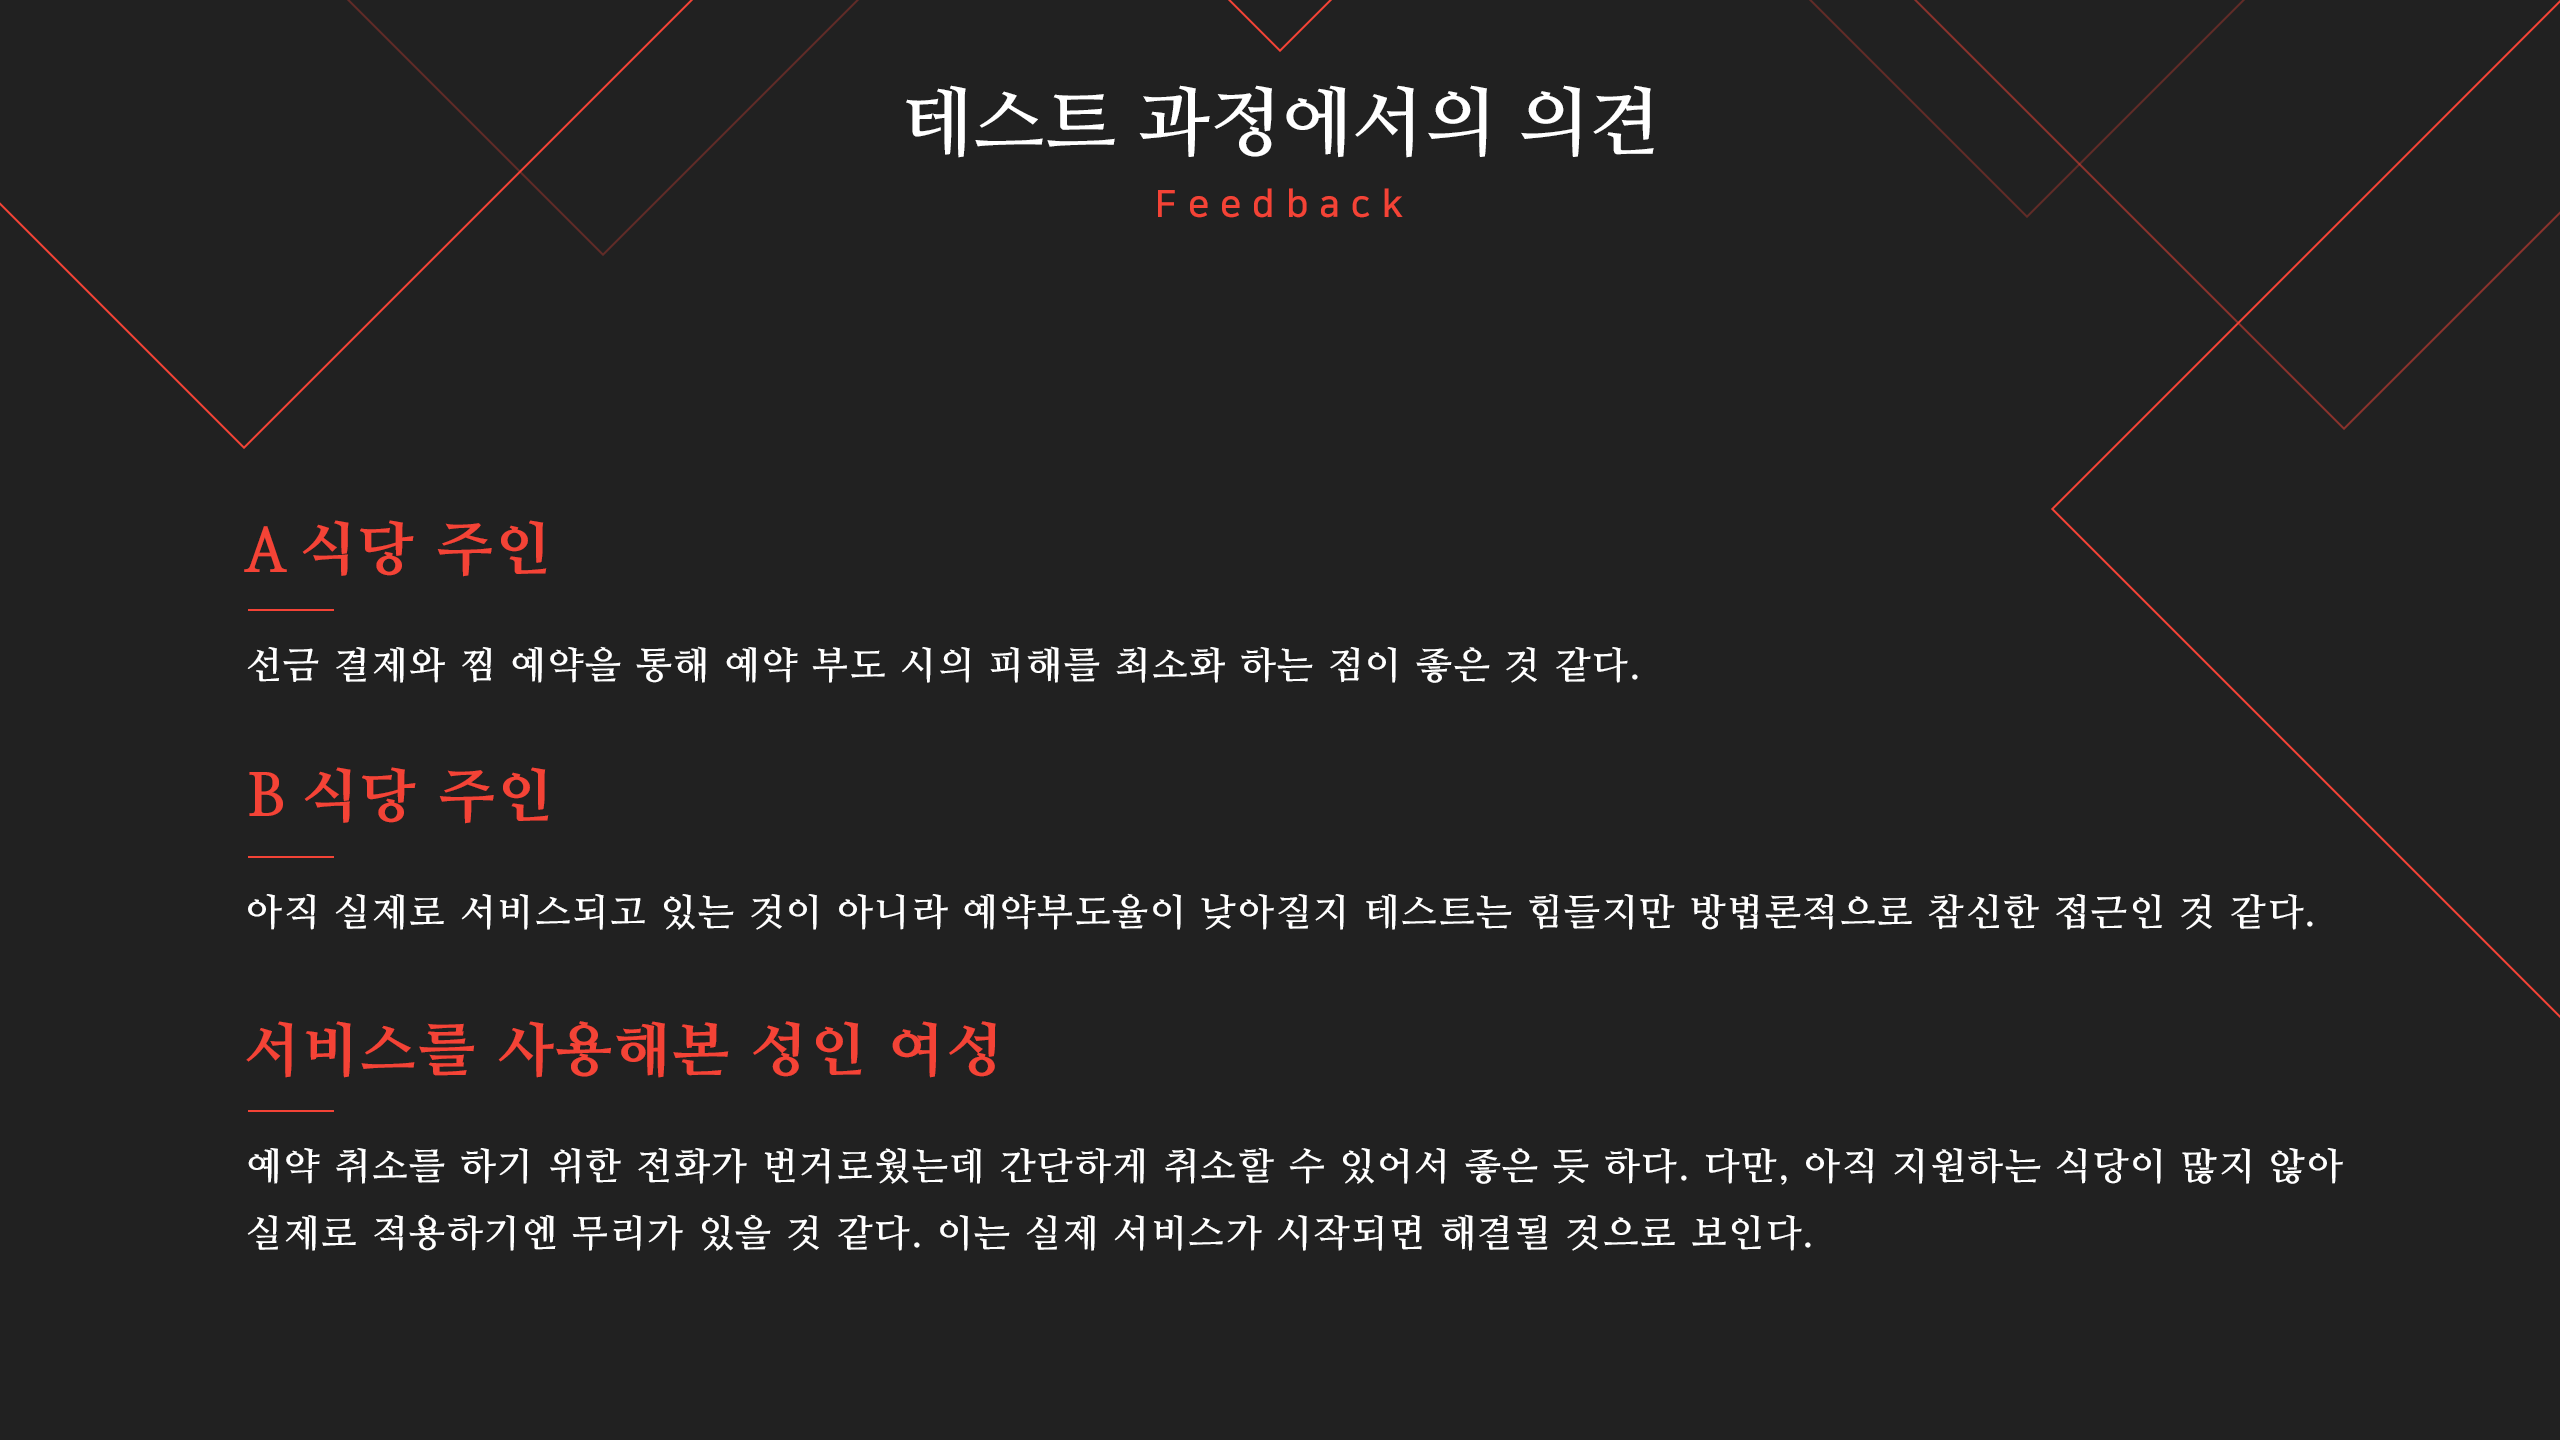 테스트 과정에서의 의견
Feedback
A 식당 주인
선금 결제와 찜 예약을 통해 예약 부도 시의 피해를 최소화 하는 점이 좋은 것 같다.
B 식당 주인
아직 실제로 서비스되고 있는 것이 아니라 예약부도율이 낮아질지 테스트는 힘들지만 방법론적으로 참신한 접근인 것 같다.
서비스를 사용해본 성인 여성
예약 취소를 하기 위한 전화가 번거로웠는데 간단하게 취소할 수 있어서 좋은 듯 하다. 다만, 아직 지원하는 식당이 많지 않아
실제로 적용하기엔 무리가 있을 것 같다. 이는 실제 서비스가 시작되면 해결될 것으로 보인다.